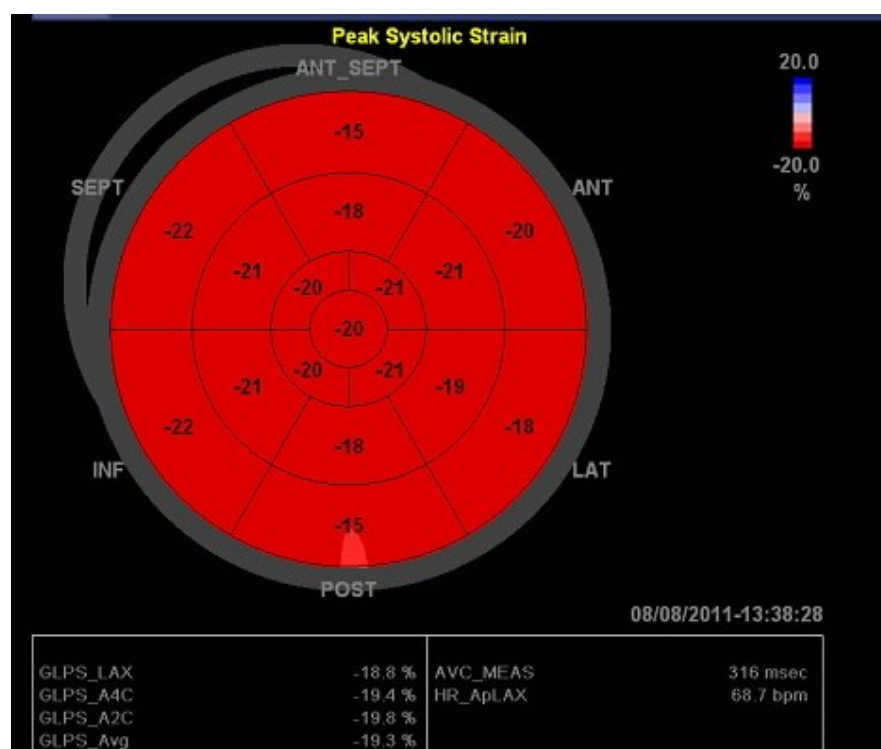 Peak Systolic Strain
ANT_SEPT
20.0
-20.0
%
-15
SEPT
ANT
-18
-22
-20
-21
-21
-20
-21
-20
-20
-21
-21
-19
-22
-18
-18
INF
LAT
-15
POST
08/08/2011-13:38:28
GLPS_LAX -18.8 % AVC_MEAS 316 msec
GLPS_A4C -19.4 % HR_ApLAX 68.7 bpm
GLPS_A2C -19.8 %
GLPS_Avg -19.3 %